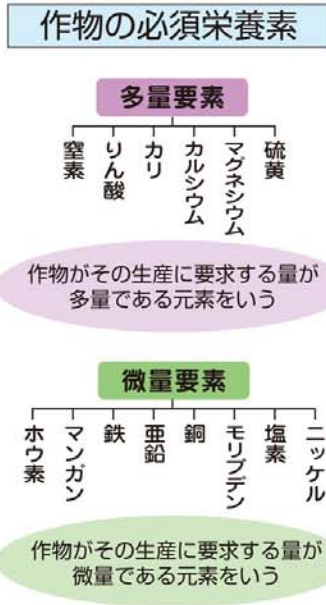 作物の必須栄養素
多量要素
窒素
りん酸
カリ
カルシウム
マグネシウム
硫黄
作物がその生産に要求する量が
多量である元素をいう
微量要素
ホウ素
マンガン
鉄
亜鉛
銅
モリブデン
塩素
ニッケル
作物がその生産に要求する量が
微量である元素をいう